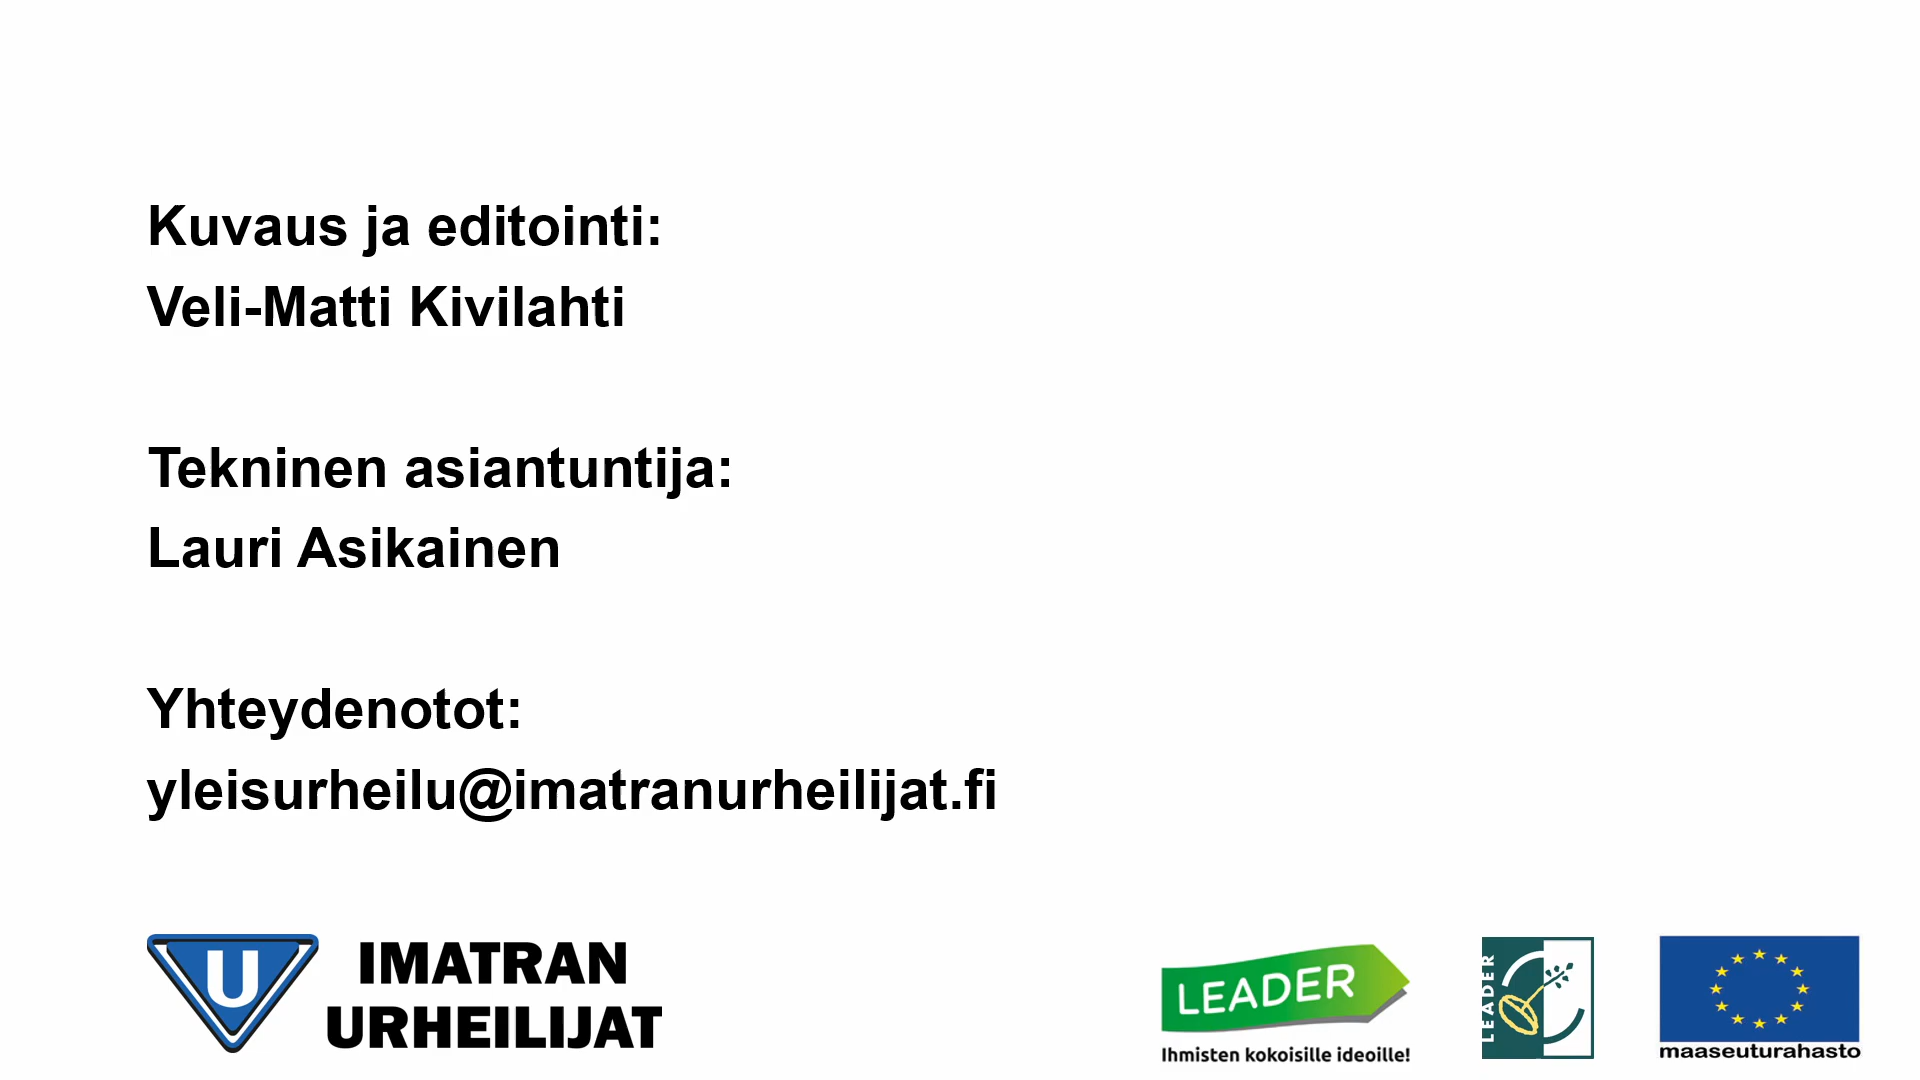 Kuvaus ja editointi:
Veli-Matti Kivilahti
Tekninen asiantuntija:
Lauri Asikainen
Yhteydenotot:
yleisurheilu@imatranurheilijat.fi
U
IMATRAN
URHEILIJAT
LEADER
Ihmisten kokoisille ideoille!
LEADER
maaseuturahasto